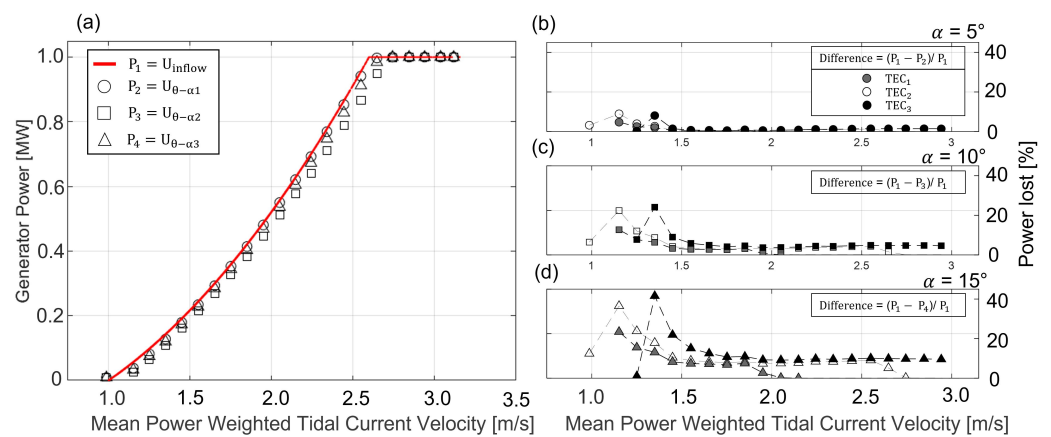 (a)
Generator Power [MW]
1.0
0.8
0.6
0.4
0.2
0
P₁ = U_inflow
P₂ = U_θ−α1
P₃ = U_θ−α2
P₄ = U_θ−α3
1.0 1.5 2.0 2.5 3.0 3.5
Mean Power Weighted Tidal Current Velocity [m/s]
(b)
α = 5°
Difference = (P₁ − P₂)/ P₁
TEC₁
TEC₂
TEC₃
40
20
0
1 1.5 2 2.5 3
(c)
α = 10°
Difference = (P₁ − P₃)/ P₁
40
20
0
1 1.5 2 2.5 3
(d)
α = 15°
Difference = (P₁ − P₄)/ P₁
40
20
0
1.0 1.5 2.0 2.5 3.0
Mean Power Weighted Tidal Current Velocity [m/s]
Power lost [%]